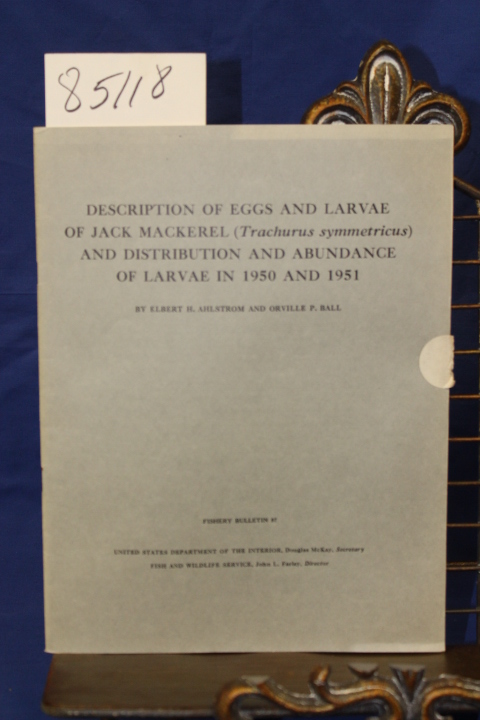 85118
DESCRIPTION OF EGGS AND LARVAE
OF JACK MACKEREL (Trachurus symmetricus)
AND DISTRIBUTION AND ABUNDANCE
OF LARVAE IN 1950 AND 1951
BY ELBERT H. AHLSTROM AND ORVILLE P. BALL
FISHERY BULLETIN 97
UNITED STATES DEPARTMENT OF THE INTERIOR, Douglas McKay, Secretary
FISH AND WILDLIFE SERVICE, John L. Farley, Director